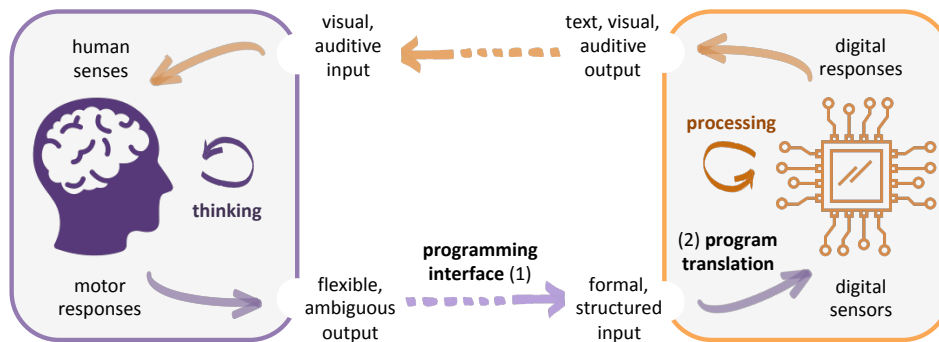 human
senses
visual,
auditive
input
text, visual,
auditive
output
digital
responses
thinking
processing
motor
responses
flexible,
ambiguous
output
programming
interface (1)
formal,
structured
input
(2) program
translation
digital
sensors